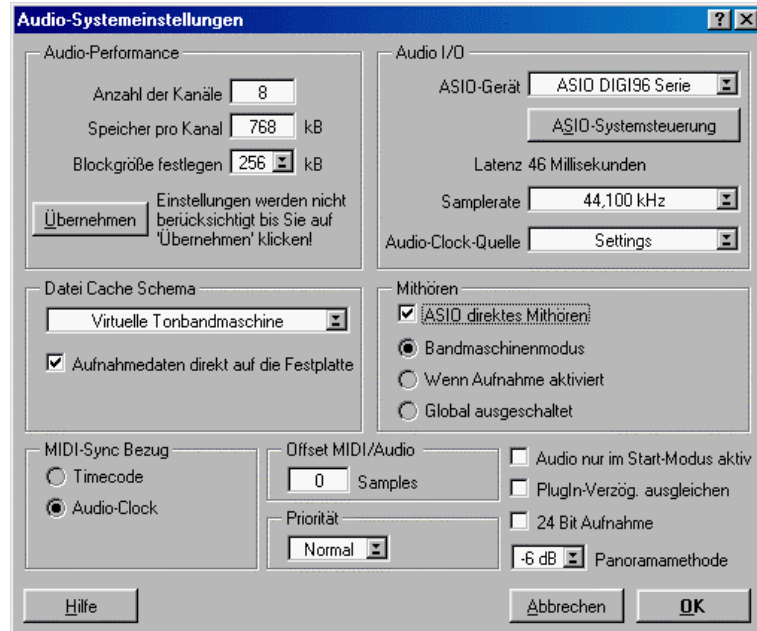 Audio-Systemeinstellungen
Audio-Performance
Anzahl der Kanäle 8
Speicher pro Kanal 768 kB
Blockgröße festlegen 256 kB
Übernehmen
Einstellungen werden nicht
berücksichtigt bis Sie auf
'Übernehmen' klicken!
Audio I/O
ASIO-Gerät ASIO DIGI96 Serie
ASIO-Systemsteuerung
Latenz 46 Millisekunden
Samplerate 44,100 kHz
Audio-Clock-Quelle Settings
Datei Cache Schema
Virtuelle Tonbandmaschine
Aufnahmedaten direkt auf die Festplatte
Mithören
ASIO direktes Mithören
Bandmaschinenmodus
Wenn Aufnahme aktiviert
Global ausgeschaltet
MIDI-Sync Bezug
Timecode
Audio-Clock
Offset MIDI/Audio
0 Samples
Priorität
Normal
Audio nur im Start-Modus aktiv
PlugIn-Verzög. ausgleichen
24 Bit Aufnahme
-6 dB Panoramamethode
Hilfe
Abbrechen
OK